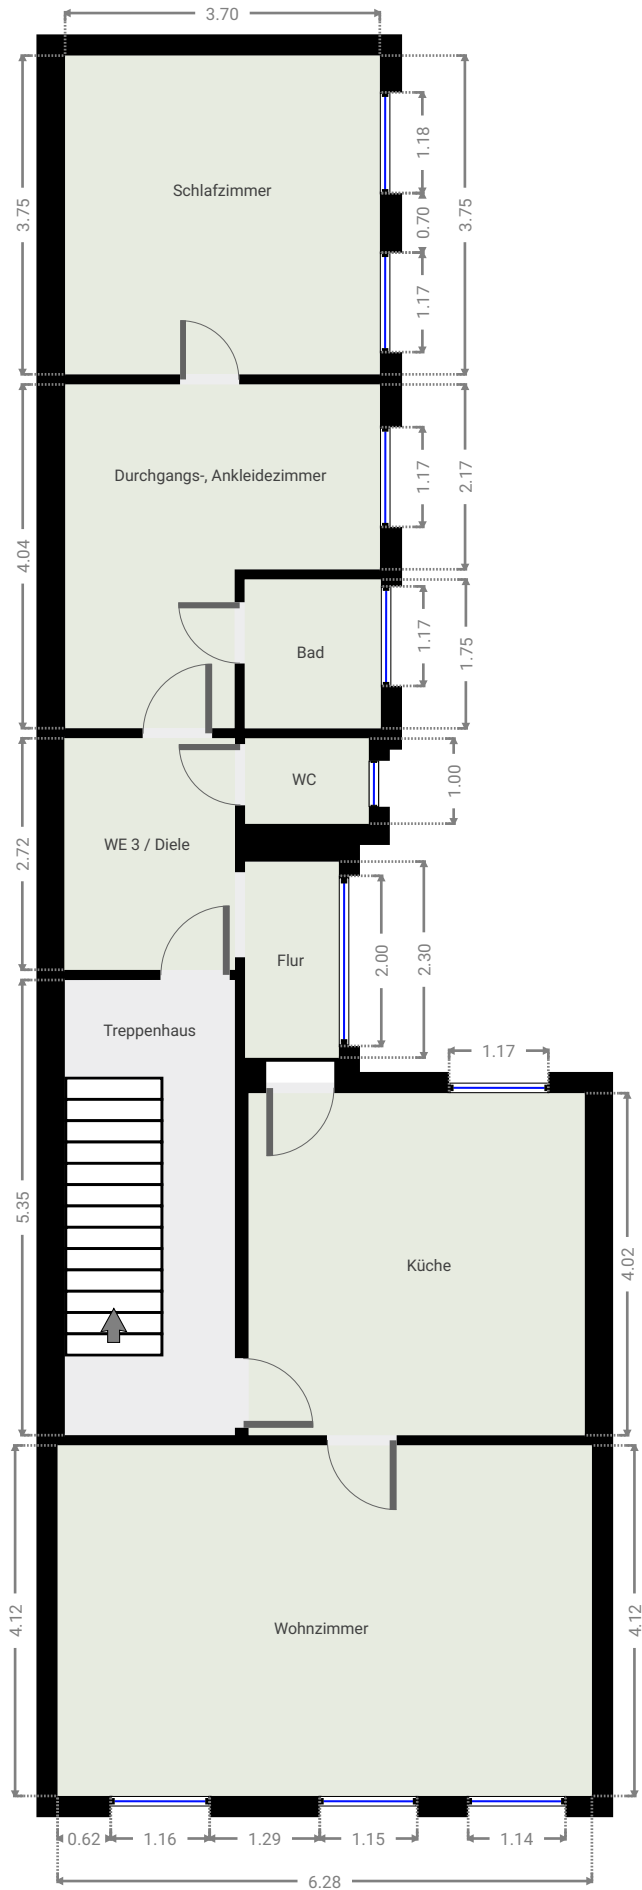 3.70
1.18
Schlafzimmer
3.75
0.70
3.75
1.17
Durchgangs-, Ankleidezimmer
1.17
2.17
4.04
Bad
1.17
1.75
WC
1.00
WE 3 / Diele
2.72
Flur
2.00
2.30
Treppenhaus
1.17
5.35
Küche
4.02
4.12
Wohnzimmer
4.12
0.62
1.16
1.29
1.15
1.14
6.28